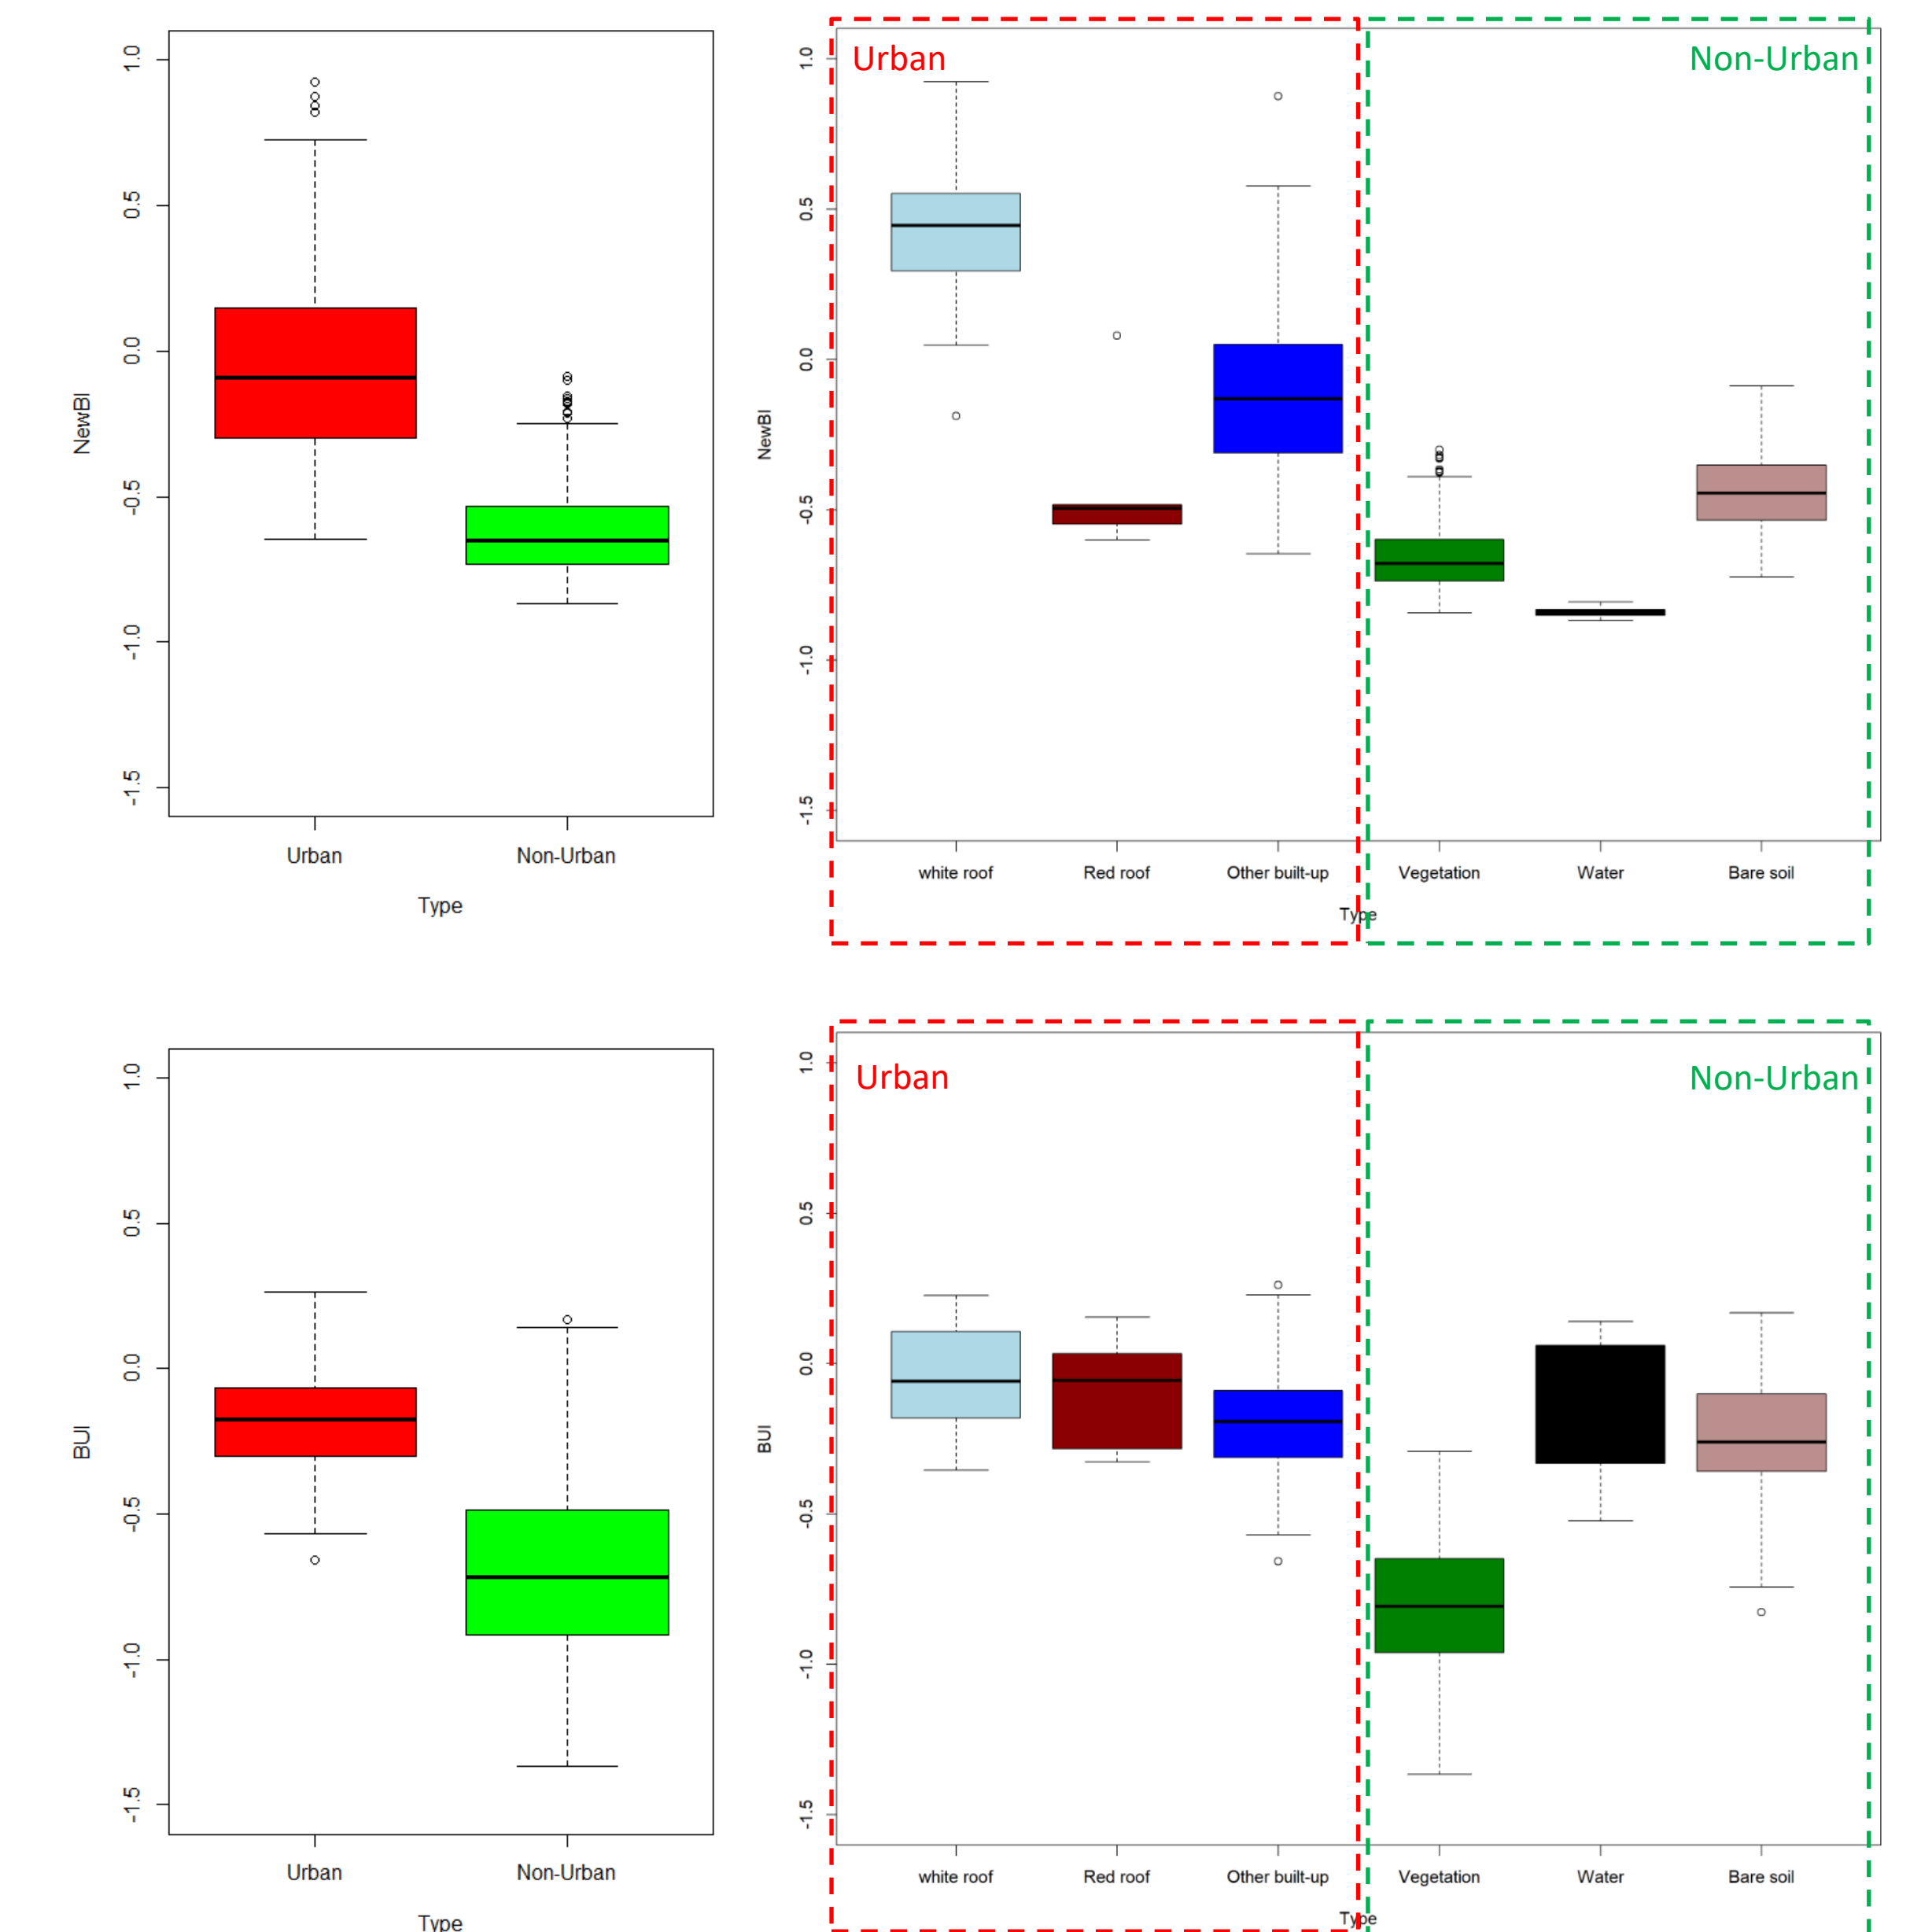 1.0
0.5
0.0
-0.5
-1.0
-1.5
NewBI
Urban
Non-Urban
Type
Urban
Non-Urban
1.0
0.5
0.0
-0.5
-1.0
-1.5
NewBI
white roof
Red roof
Other built-up
Vegetation
Water
Bare soil
Type
1.0
0.5
0.0
-0.5
-1.0
-1.5
BUI
Urban
Non-Urban
Type
Urban
Non-Urban
1.0
0.5
0.0
-0.5
-1.0
-1.5
BUI
white roof
Red roof
Other built-up
Vegetation
Water
Bare soil
Type